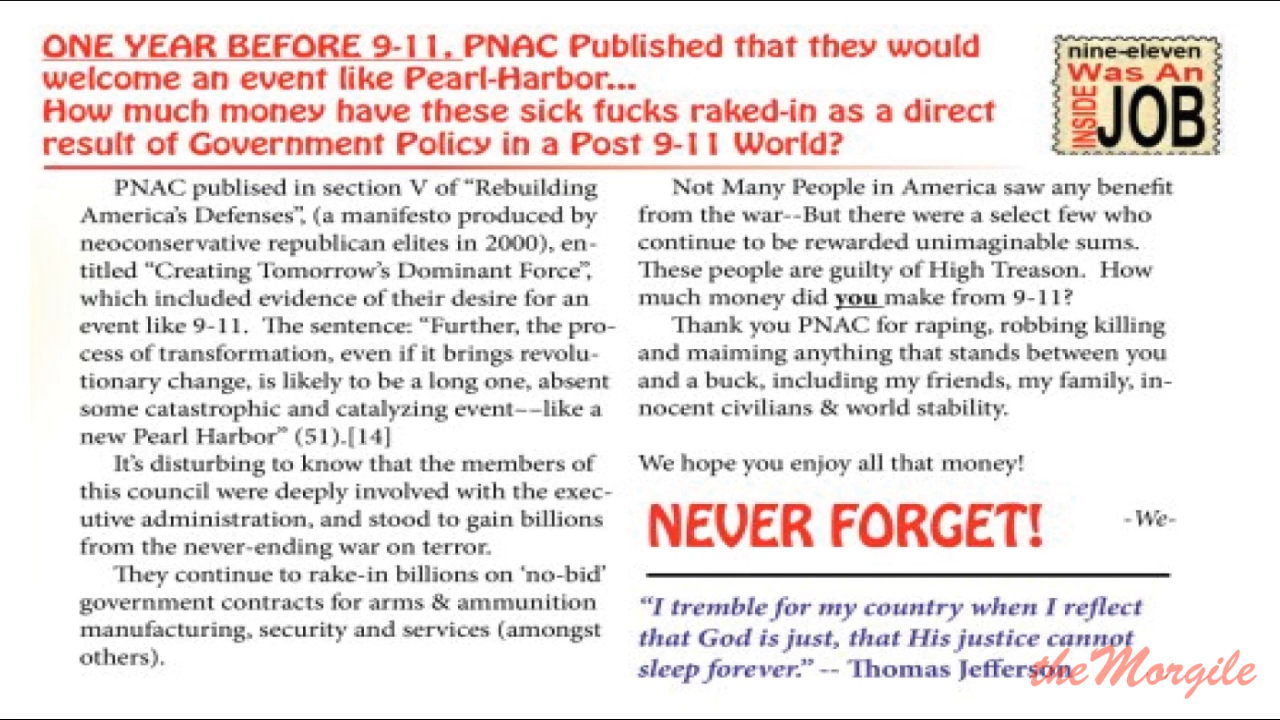 ONE YEAR BEFORE 9-11, PNAC Published that they would
welcome an event like Pearl-Harbor...
How much money have these sick fucks raked-in as a direct
result of Government Policy in a Post 9-11 World?
nine-eleven
Was An
INSIDE
JOB
PNAC publised in section V of “Rebuilding
America’s Defenses”, (a manifesto produced by
neoconservative republican elites in 2000), en-
titled “Creating Tomorrow’s Dominant Force”,
which included evidence of their desire for an
event like 9-11.  The sentence: “Further, the pro-
cess of transformation, even if it brings revolu-
tionary change, is likely to be a long one, absent
some catastrophic and catalyzing event––like a
new Pearl Harbor” (51).[14]
It’s disturbing to know that the members of
this council were deeply involved with the exec-
utive administration, and stood to gain billions
from the never-ending war on terror.
They continue to rake-in billions on ‘no-bid’
government contracts for arms & ammunition
manufacturing, security and services (amongst
others).
Not Many People in America saw any benefit
from the war--But there were a select few who
continue to be rewarded unimaginable sums.
These people are guilty of High Treason.  How
much money did you make from 9-11?
Thank you PNAC for raping, robbing killing
and maiming anything that stands between you
and a buck, including my friends, my family, in-
nocent civilians & world stability.
We hope you enjoy all that money!
NEVER FORGET!
-We-
“I tremble for my country when I reflect
that God is just, that His justice cannot
sleep forever.” -- Thomas Jefferson
theMorgile